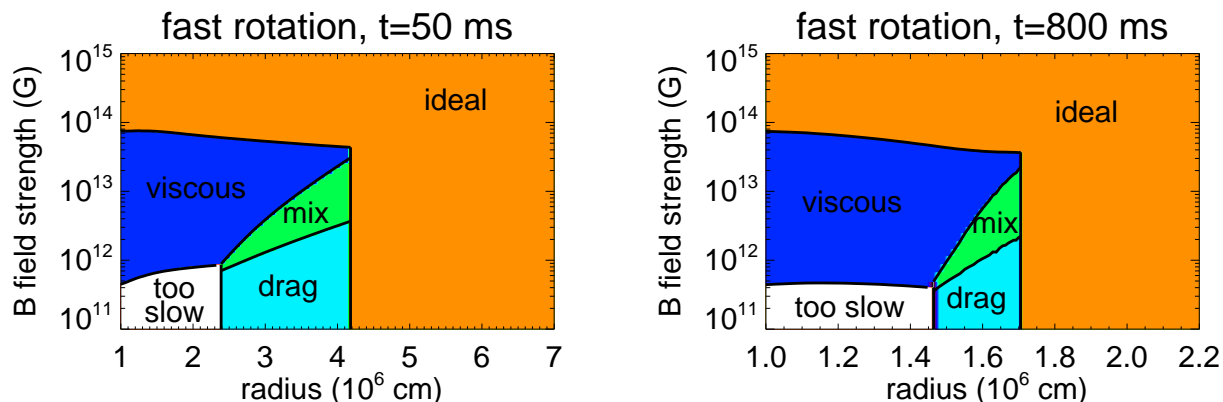 fast rotation, t=50 ms
B field strength (G)
10^15
10^14
10^13
10^12
10^11
ideal
viscous
mix
drag
too
slow
1 2 3 4 5 6 7
radius (10^6 cm)
fast rotation, t=800 ms
B field strength (G)
10^15
10^14
10^13
10^12
10^11
ideal
viscous
mix
drag
too slow
1.0 1.2 1.4 1.6 1.8 2.0 2.2
radius (10^6 cm)